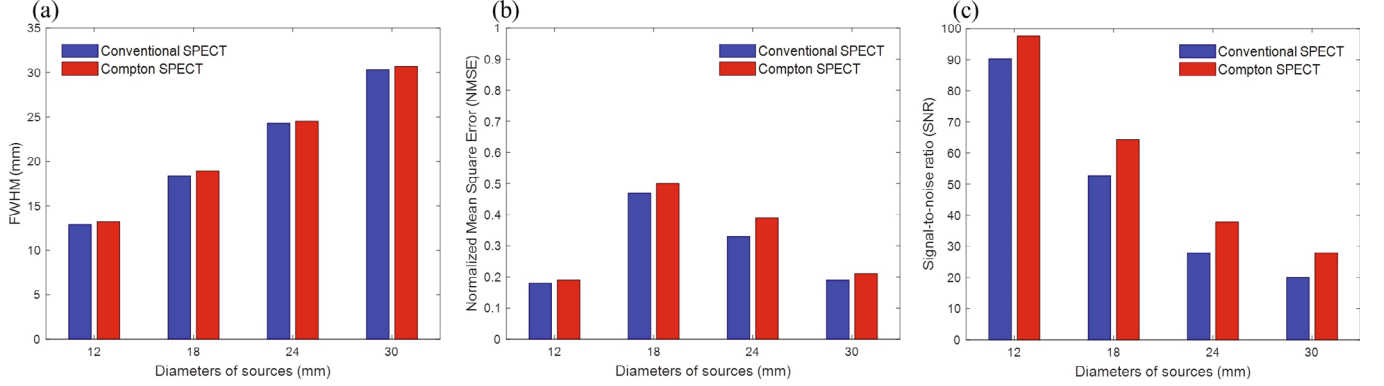 (a)
35
30
25
20
15
10
5
0
FWHM (mm)
Conventional SPECT
Compton SPECT
12 18 24 30
Diameters of sources (mm)
(b)
1
0.9
0.8
0.7
0.6
0.5
0.4
0.3
0.2
0.1
0
Normalized Mean Square Error (NMSE)
Conventional SPECT
Compton SPECT
12 18 24 30
Diameters of sources (mm)
(c)
100
90
80
70
60
50
40
30
20
10
0
Signal-to-noise ratio (SNR)
Conventional SPECT
Compton SPECT
12 18 24 30
Diameters of sources (mm)